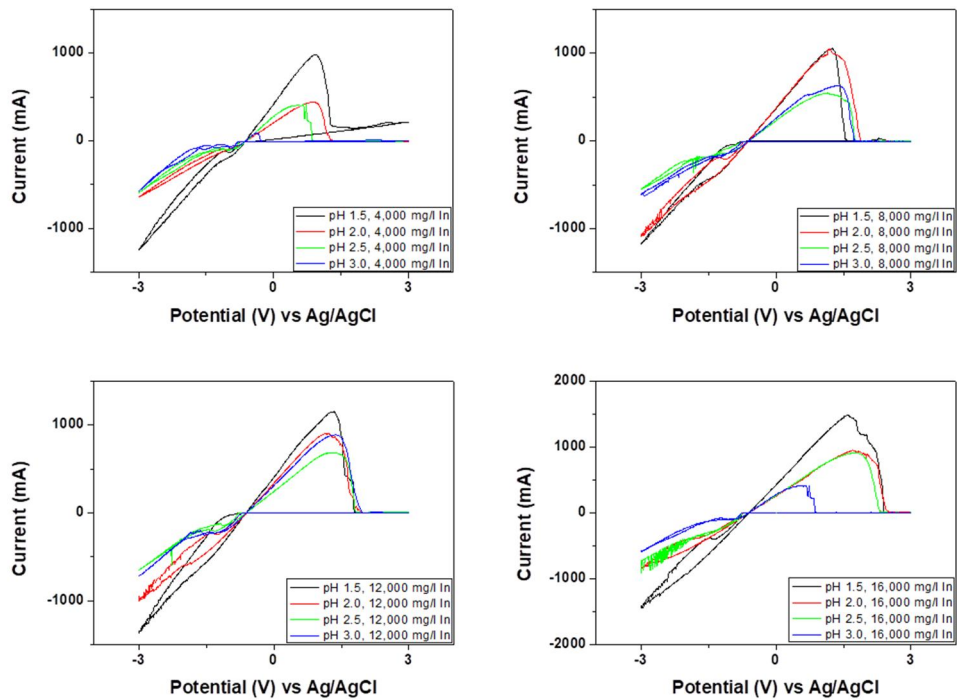 Current (mA)
1000
0
-1000
-3
0
3
Potential (V) vs Ag/AgCl
pH 1.5, 4,000 mg/l In
pH 2.0, 4,000 mg/l In
pH 2.5, 4,000 mg/l In
pH 3.0, 4,000 mg/l In
Current (mA)
1000
0
-1000
-3
0
3
Potential (V) vs Ag/AgCl
pH 1.5, 8,000 mg/l In
pH 2.0, 8,000 mg/l In
pH 2.5, 8,000 mg/l In
pH 3.0, 8,000 mg/l In
Current (mA)
1000
0
-1000
-3
0
3
Potential (V) vs Ag/AgCl
pH 1.5, 12,000 mg/l In
pH 2.0, 12,000 mg/l In
pH 2.5, 12,000 mg/l In
pH 3.0, 12,000 mg/l In
Current (mA)
2000
1000
0
-1000
-2000
-3
0
3
Potential (V) vs Ag/AgCl
pH 1.5, 16,000 mg/l In
pH 2.0, 16,000 mg/l In
pH 2.5, 16,000 mg/l In
pH 3.0, 16,000 mg/l In